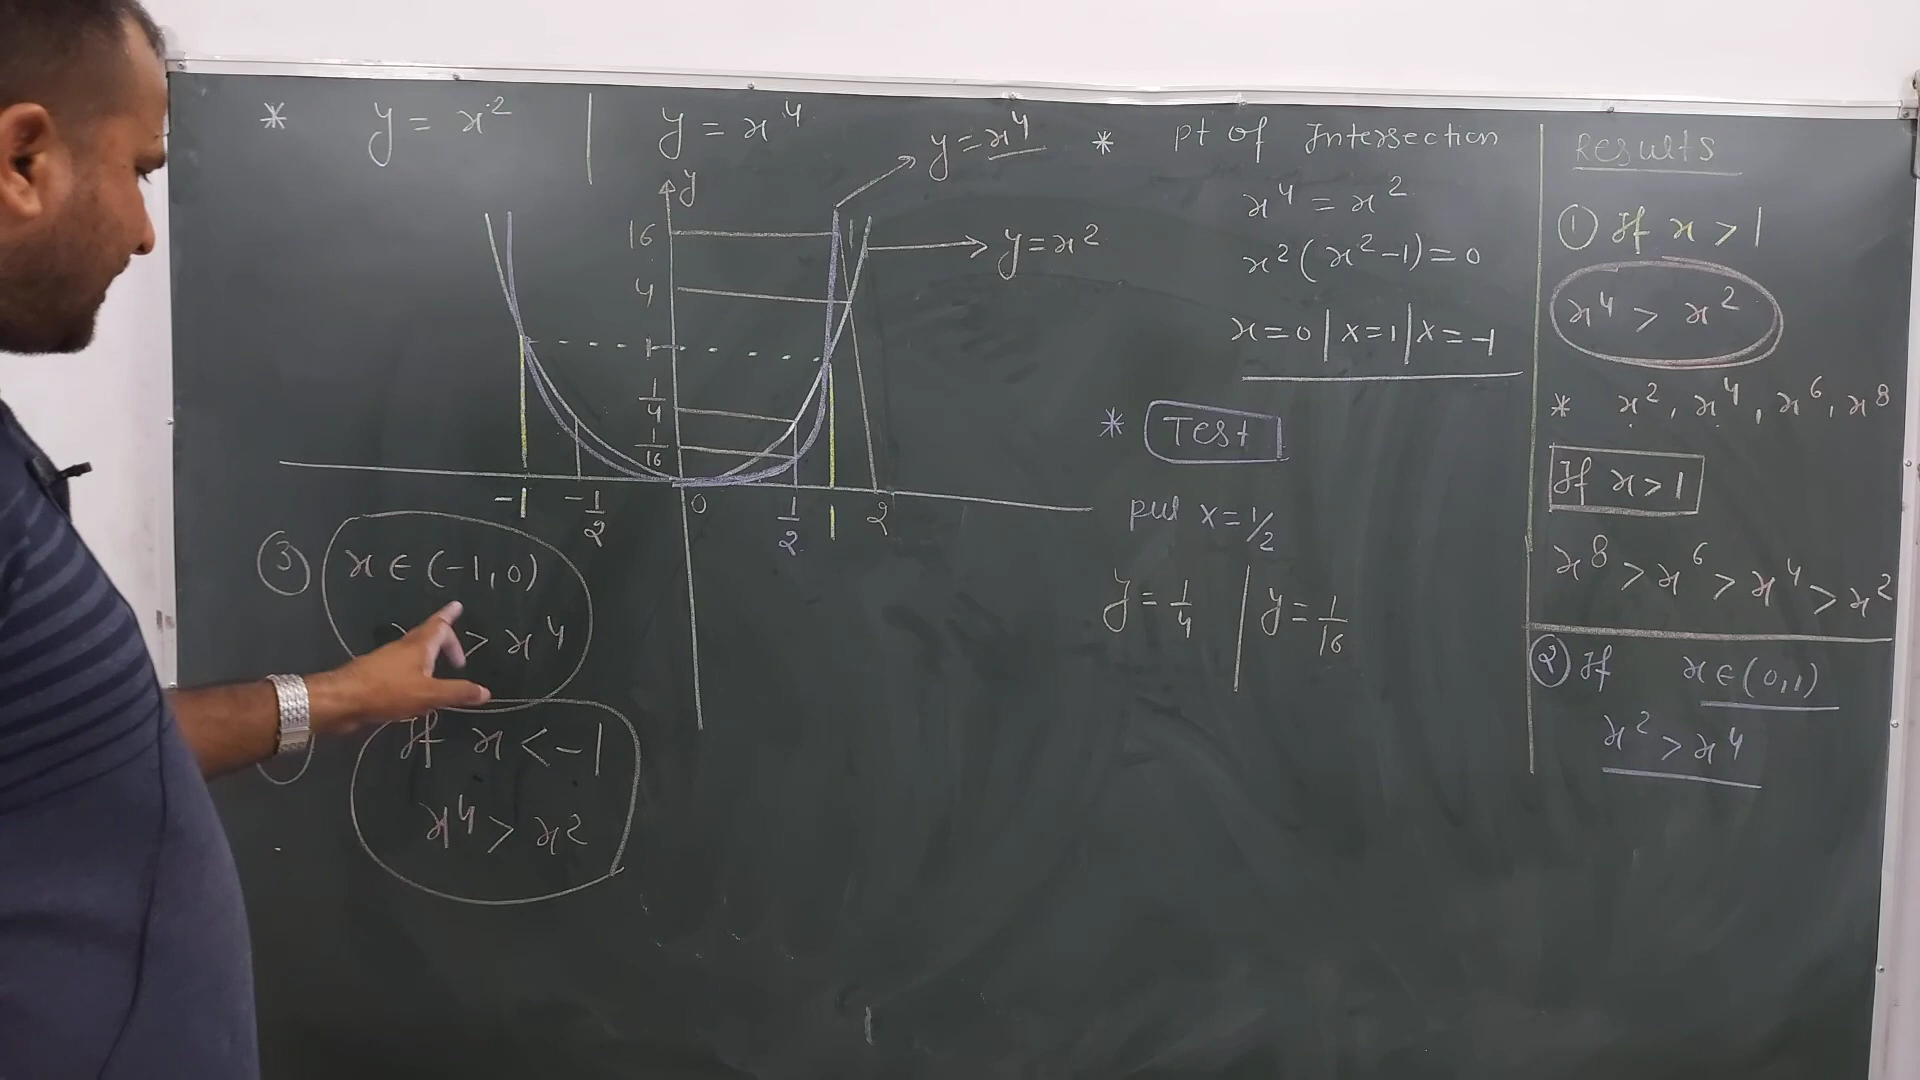 * y = x² | y = x⁴
y = x⁴
y
16
y = x²
4
1
1/4
1/16
-1 -1/2 0 1/2 1 2
③ x ∈ (-1, 0)
> x⁴
If x < -1
x⁴ > x²
* Pt of Intersection
x⁴ = x²
x²(x²-1) = 0
x=0 | x=1 | x=-1
* Test
put x = 1/2
y = 1/4 | y = 1/16
Results
① If x > 1
x⁴ > x²
* x², x⁴, x⁶, x⁸
If x > 1
x⁸ > x⁶ > x⁴ > x²
② If x ∈ (0,1)
x² > x⁴